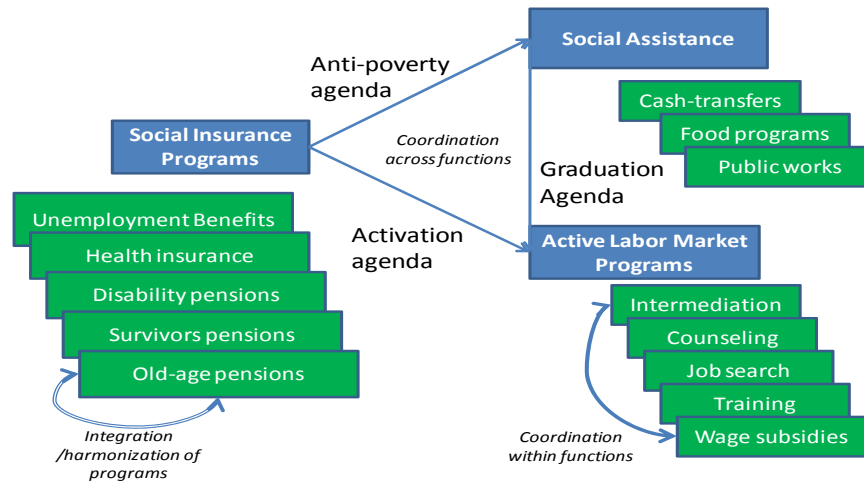 Social Assistance
Anti-poverty
agenda
Cash-transfers
Food programs
Public works
Social Insurance
Programs
Coordination
across functions
Graduation
Agenda
Unemployment Benefits
Health insurance
Disability pensions
Survivors pensions
Old-age pensions
Activation
agenda
Active Labor Market
Programs
Intermediation
Counseling
Job search
Training
Wage subsidies
Integration
/harmonization of
programs
Coordination
within functions